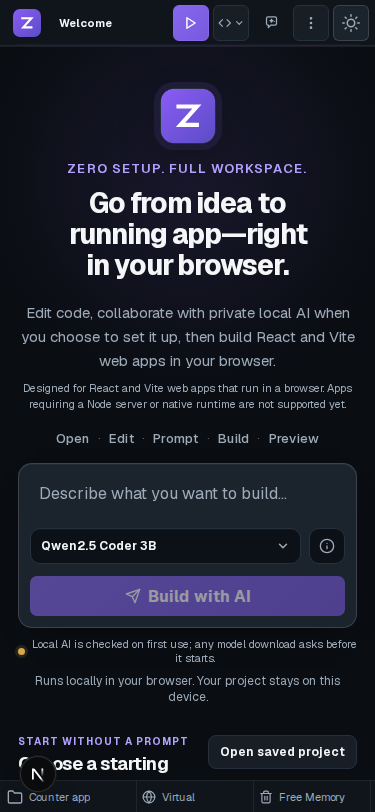 Z
Welcome
Z
ZERO SETUP. FULL WORKSPACE.
Go from idea to
running app—right
in your browser.
Edit code, collaborate with private local AI when
you choose to set it up, then build React and Vite
web apps in your browser.
Designed for React and Vite web apps that run in a browser. Apps
requiring a Node server or native runtime are not supported yet.
Open · Edit · Prompt · Build · Preview
Describe what you want to build...
Qwen2.5 Coder 3B
Build with AI
Local AI is checked on first use; any model download asks before
it starts.
Runs locally in your browser. Your project stays on this
device.
START WITHOUT A PROMPT
Open saved project
a starting
N
Counter app
Virtual
Free Memory